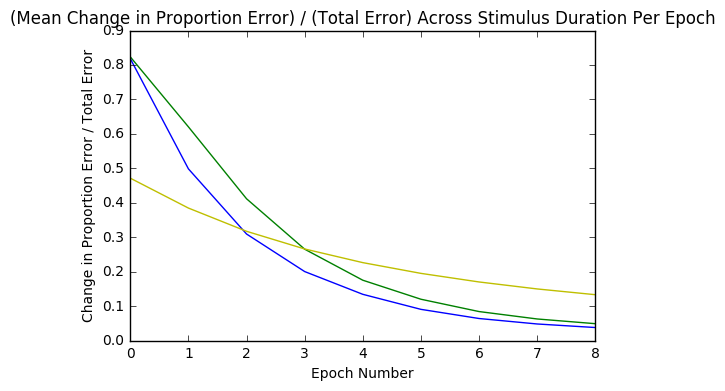 (Mean Change in Proportion Error) / (Total Error) Across Stimulus Duration Per Epoch
Change in Proportion Error / Total Error
0.9
0.8
0.7
0.6
0.5
0.4
0.3
0.2
0.1
0.0
0 1 2 3 4 5 6 7 8
Epoch Number